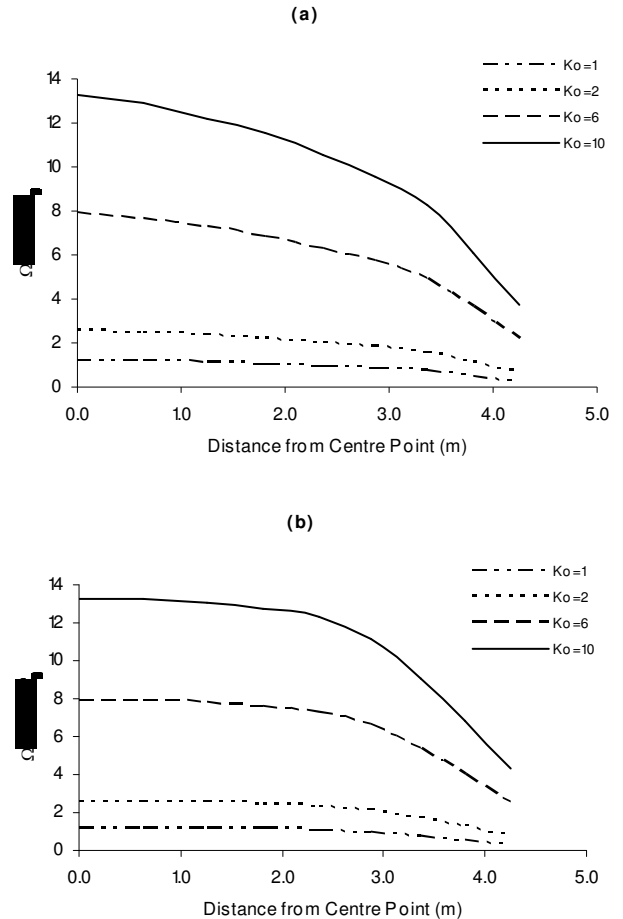 (a)
Ko=1
Ko=2
Ko=6
Ko=10
14
12
10
8
6
4
2
0
Ω
0.0 1.0 2.0 3.0 4.0 5.0
Distance from Centre Point (m)
(b)
Ko=1
Ko=2
Ko=6
Ko=10
14
12
10
8
6
4
2
0
Ω
0.0 1.0 2.0 3.0 4.0 5.0
Distance from Centre Point (m)